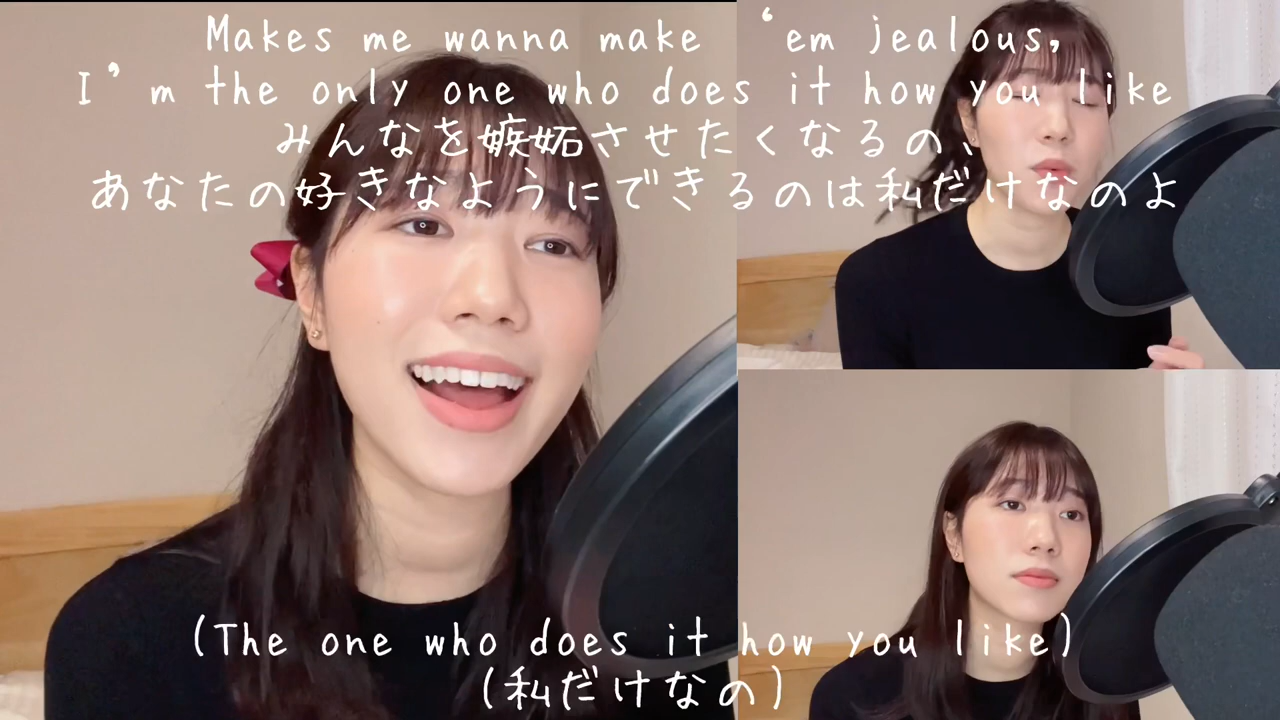 Makes me wanna make ‘em jealous,
I’m the only one who does it how you like
みんなを嫉妬させたくなるの、
あなたの好きなようにできるのは私だけなのよ
(The one who does it how you like)
(私だけなの)